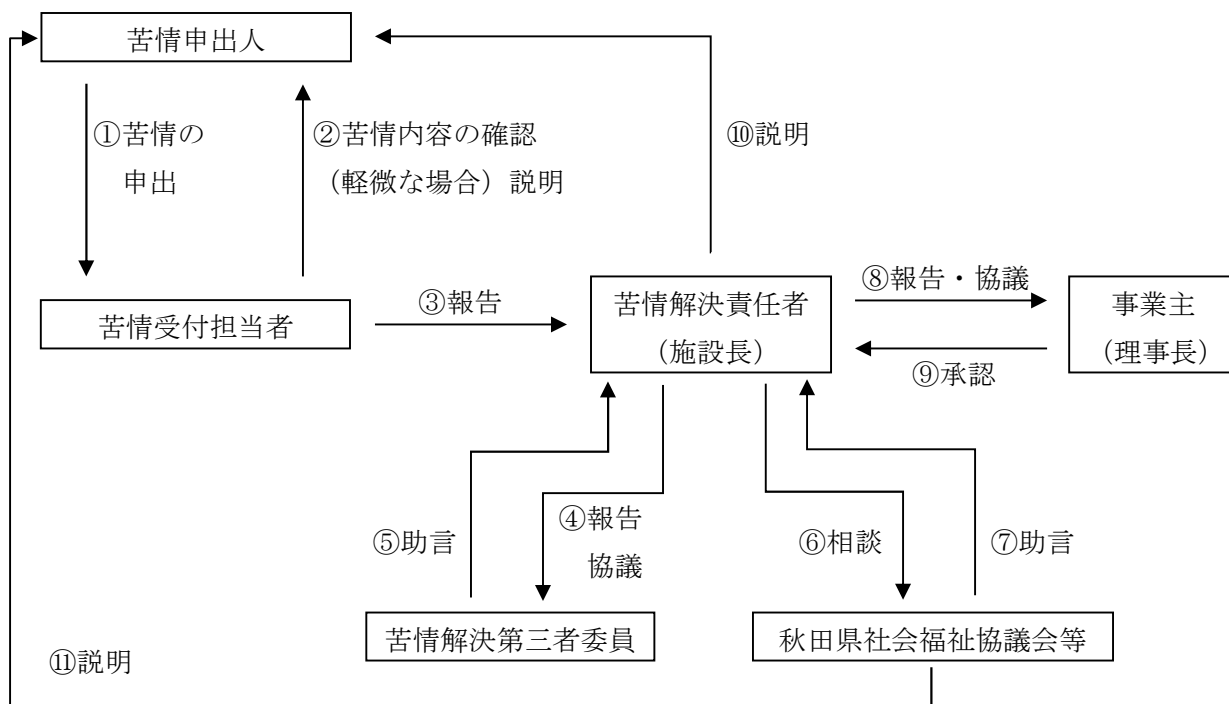 苦情申出人
①苦情の
申出
②苦情内容の確認
（軽微な場合）説明
⑩説明
苦情受付担当者
③報告
苦情解決責任者
（施設長）
⑧報告・協議
⑨承認
事業主
（理事長）
⑤助言
④報告
協議
⑥相談
⑦助言
苦情解決第三者委員
秋田県社会福祉協議会等
⑪説明